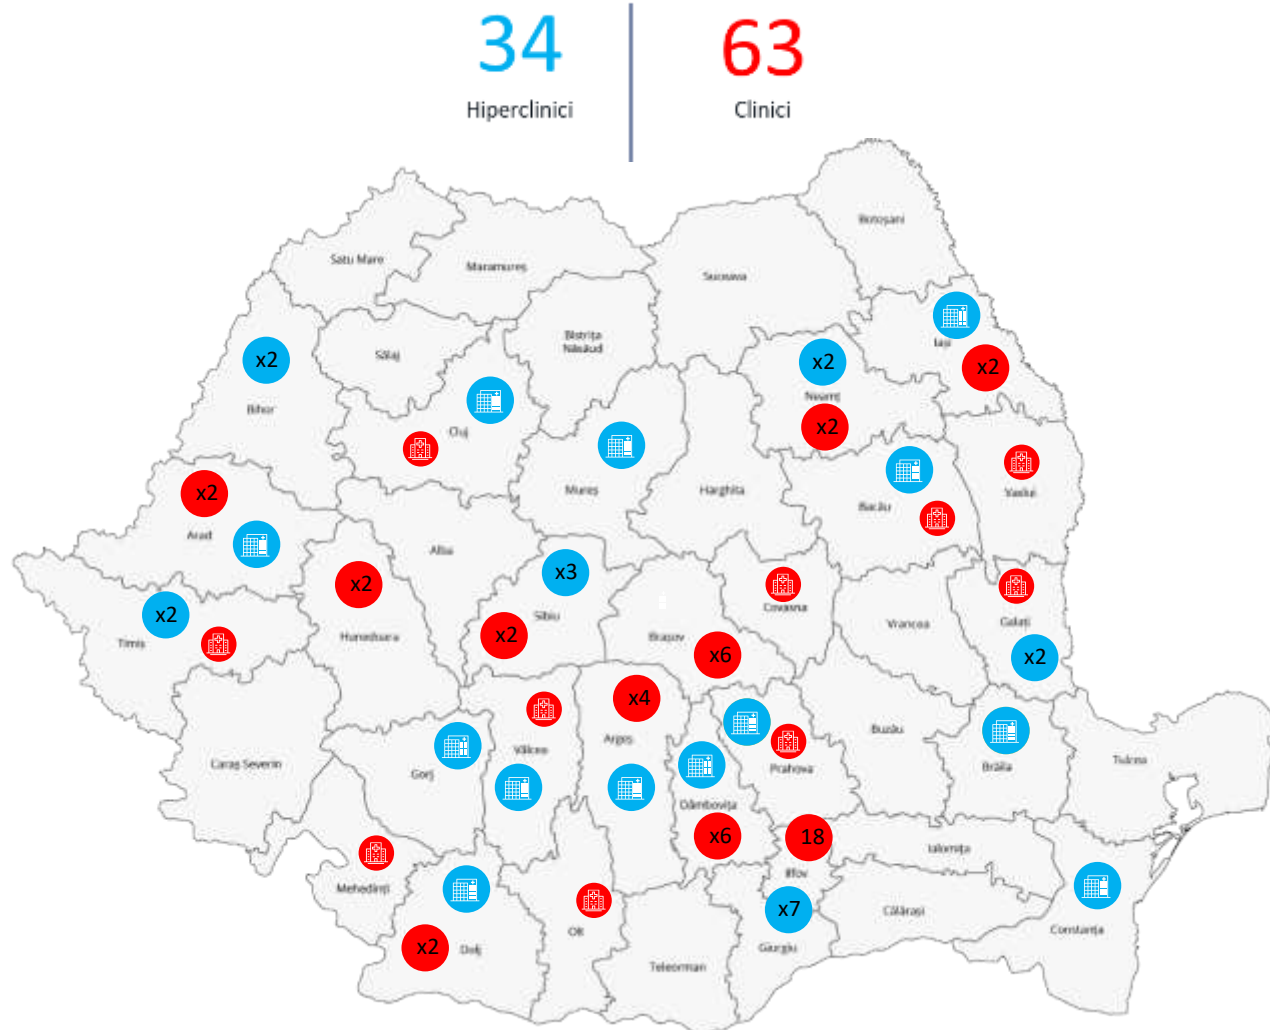 34
63
Hiperclinici
Clinici
Botoșani
Satu Mare
Maramureș
Suceava
Iași
x2
Bistrița
Năsăud
Sălaj
x2
x2
Neamț
Bihor
Cluj
x2
Mureș
Harghita
Bacău
Vaslui
x2
Arad
Alba
x3
x2
Covasna
x2
Sibiu
Galați
Timiș
Hunedoara
x2
Brașov
Vrancea
x6
x2
x4
Vâlcea
Argeș
Buzău
Caraș Severin
Gorj
Prahova
Brăila
Tulcea
Dâmbovița
x6
18
Ialomița
Ilfov
Mehedinți
x7
Călărași
Constanța
Olt
x2
Dolj
Giurgiu
Teleorman